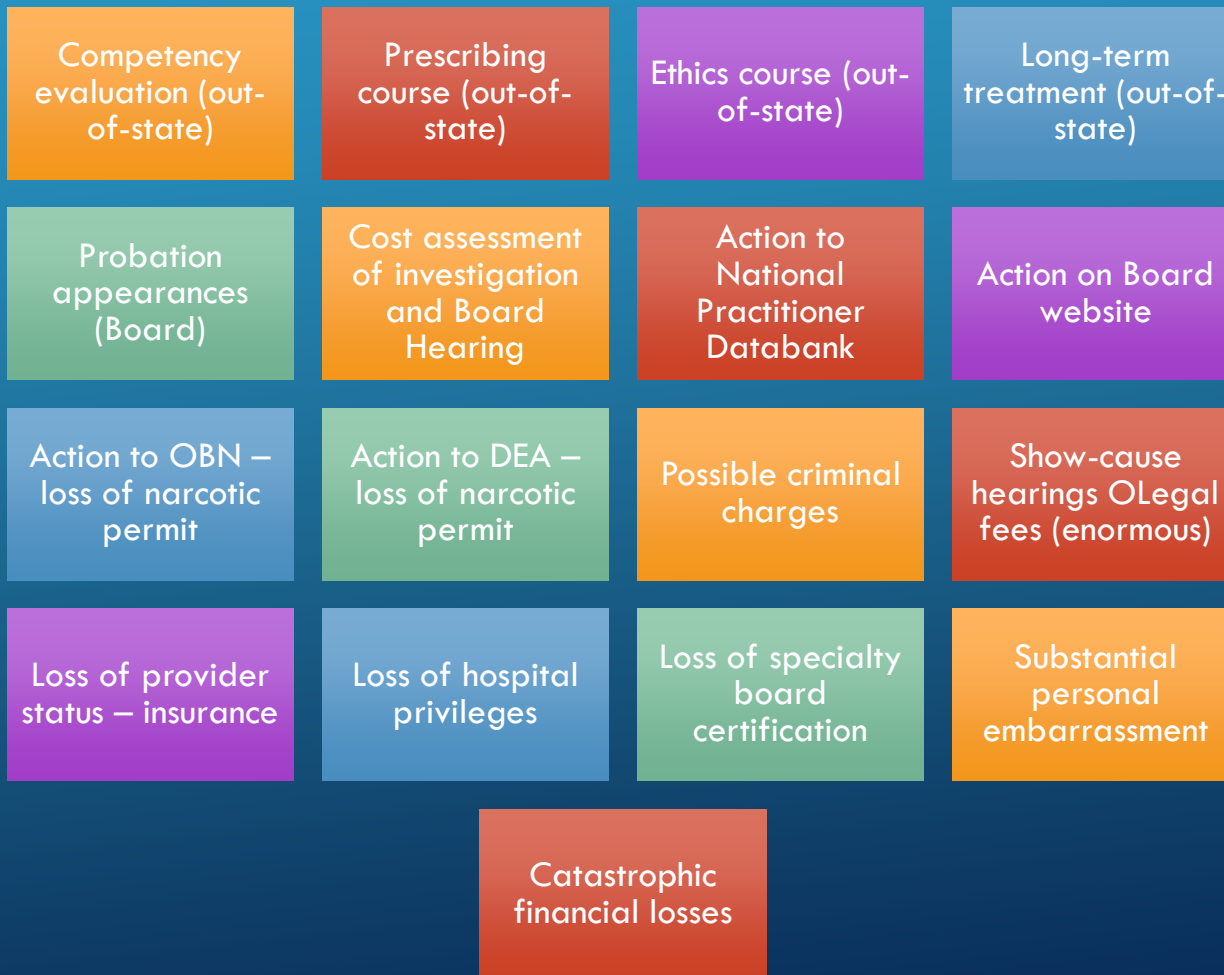 Competency
evaluation (out-
of-state)
Prescribing
course (out-of-
state)
Ethics course (out-
of-state)
Long-term
treatment (out-of-
state)
Probation
appearances
(Board)
Cost assessment
of investigation
and Board
Hearing
Action to
National
Practitioner
Databank
Action on Board
website
Action to OBN –
loss of narcotic
permit
Action to DEA –
loss of narcotic
permit
Possible criminal
charges
Show-cause
hearings OLegal
fees (enormous)
Loss of provider
status – insurance
Loss of hospital
privileges
Loss of specialty
board
certification
Substantial
personal
embarrassment
Catastrophic
financial losses